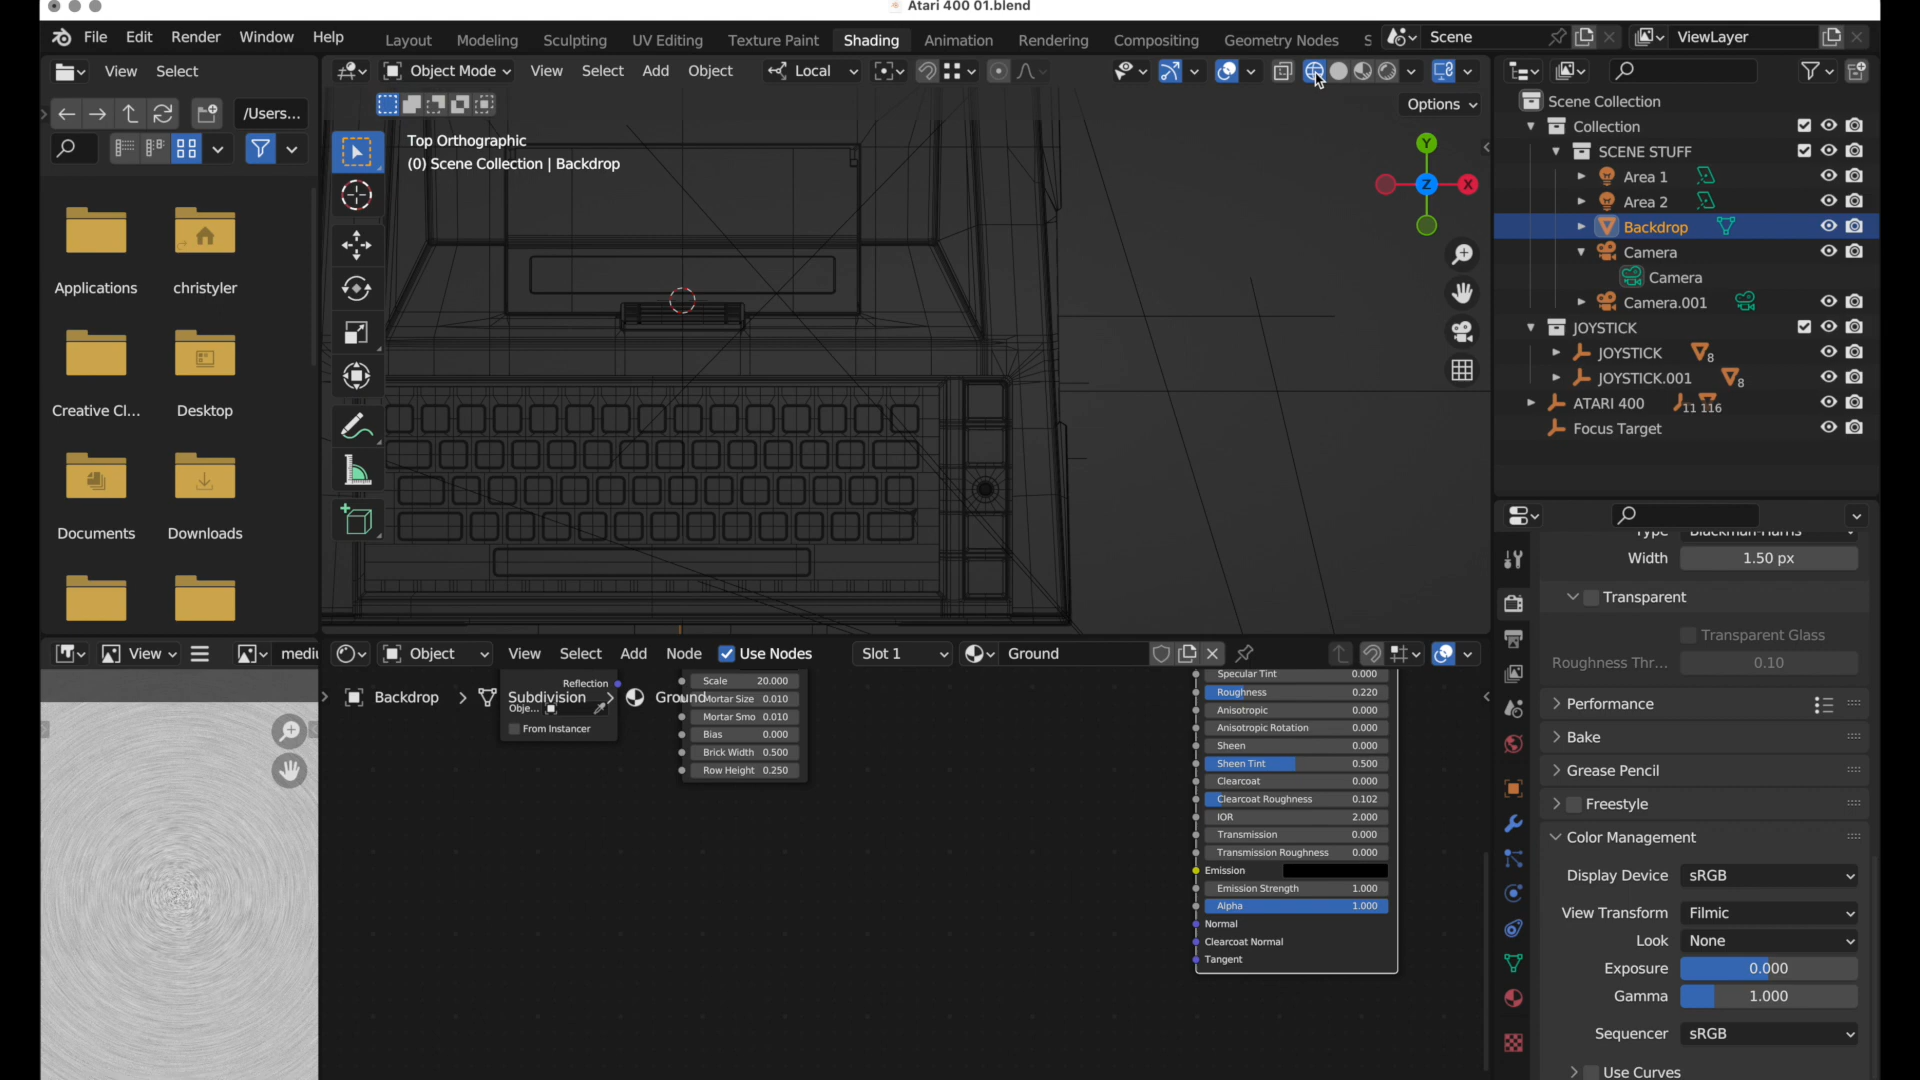 Atari 400 01.blend
File Edit Render Window Help
Layout Modeling Sculpting UV Editing Texture Paint Shading Animation Rendering Compositing Geometry Nodes S
Scene
ViewLayer
View Select
Object Mode View Select Add Object Local
/Users...
Options
Top Orthographic
(0) Scene Collection | Backdrop
Y
X
Z
Applications
christyler
Creative Cl...
Desktop
Documents
Downloads
Scene Collection
Collection
SCENE STUFF
Area 1
Area 2
Backdrop
Camera
Camera
Camera.001
JOYSTICK
JOYSTICK 8
JOYSTICK.001 8
ATARI 400 11 116
Focus Target
Type Blackman-Harris
Width 1.50 px
Transparent
Transparent Glass
Roughness Thr... 0.10
Performance
Bake
Grease Pencil
Freestyle
Color Management
Display Device sRGB
View Transform Filmic
Look None
Exposure 0.000
Gamma 1.000
Sequencer sRGB
Use Curves
View
mediu
Object View Select Add Node Use Nodes Slot 1 Ground
Backdrop Subdivision Ground
Reflection
Obje...
From Instancer
Scale 20.000
Mortar Size 0.010
Mortar Smo 0.010
Bias 0.000
Brick Width 0.500
Row Height 0.250
Specular Tint 0.000
Roughness 0.220
Anisotropic 0.000
Anisotropic Rotation 0.000
Sheen 0.000
Sheen Tint 0.500
Clearcoat 0.000
Clearcoat Roughness 0.102
IOR 2.000
Transmission 0.000
Transmission Roughness 0.000
Emission
Emission Strength 1.000
Alpha 1.000
Normal
Clearcoat Normal
Tangent